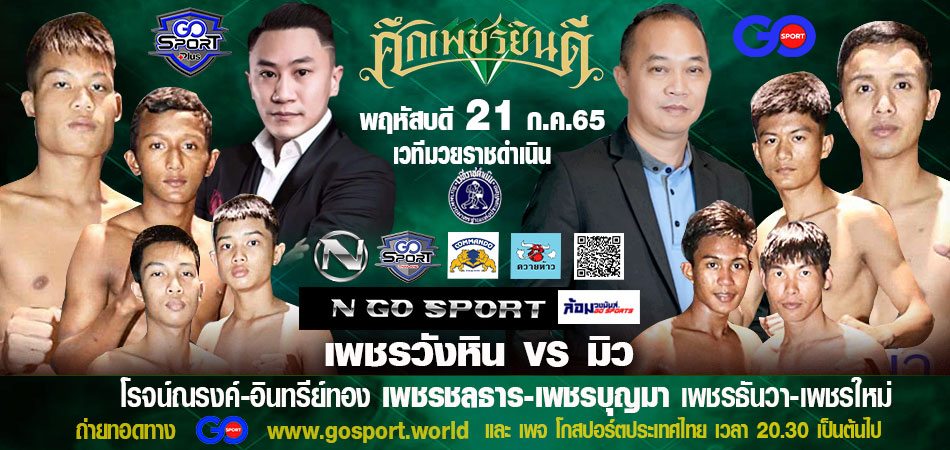 GO SPORT
ศึกเพชรยินดี
GO SPORT
พฤหัสบดี 21 ก.ค.65
เวทีมวยราชดำเนิน
N
GO SPORT
COMMANDO
ควายขาว
N GO SPORT
ล้อมวงมันส์
GO SPORTS
เพชรวังหิน VS มิว
โรจน์ณรงค์-อินทรีย์ทอง เพชรชลธาร-เพชรบุญมา เพชรธันวา-เพชรใหม่
ถ่ายทอดทาง GO SPORT www.gosport.world และ เพจ โกสปอร์ตประเทศไทย เวลา 20.30 เป็นต้นไป